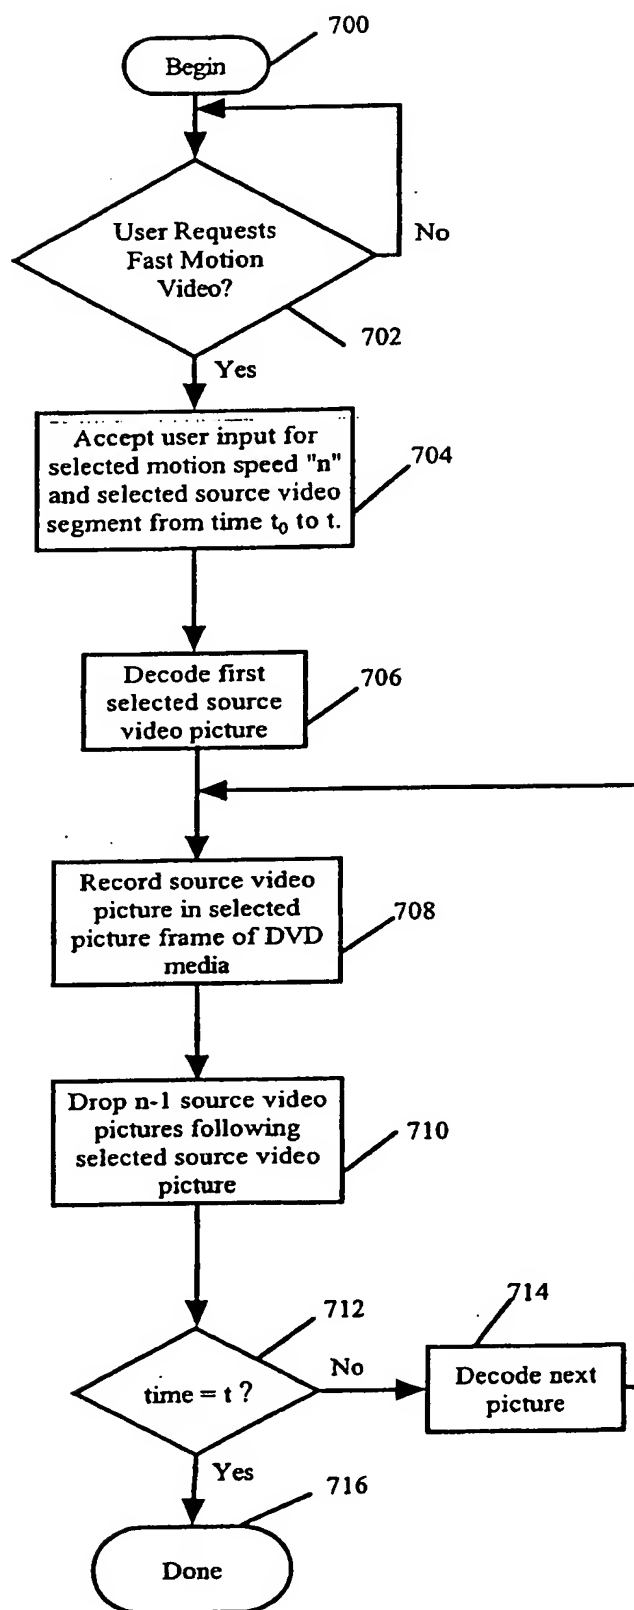 700
Begin
User Requests
Fast Motion
Video?
No
702
Yes
Accept user input for
selected motion speed "n"
and selected source video
segment from time t₀ to t.
704
Decode first
selected source
video picture
706
Record source video
picture in selected
picture frame of DVD
media
708
Drop n-1 source video
pictures following
selected source video
picture
710
712
time = t ?
No
714
Decode next
picture
Yes
716
Done